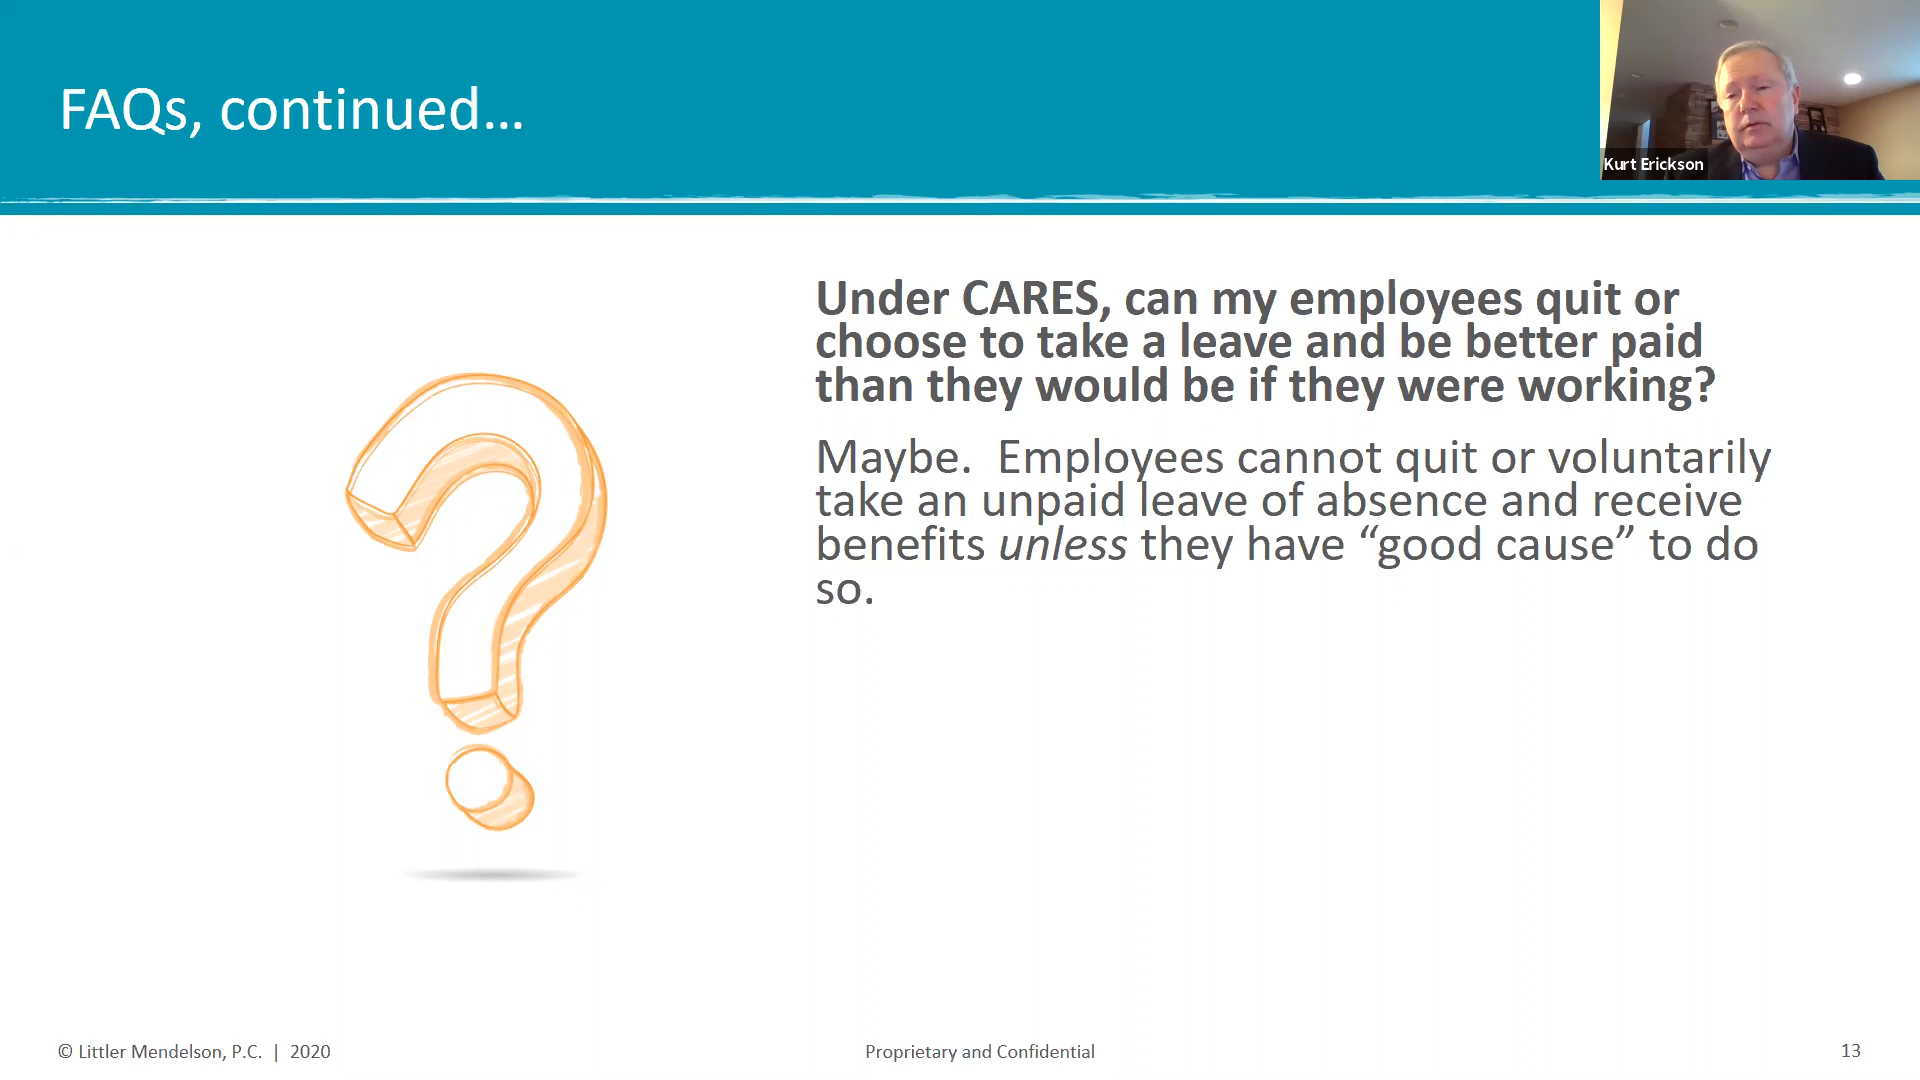 FAQs, continued…
Kurt Erickson
Under CARES, can my employees quit or
choose to take a leave and be better paid
than they would be if they were working?
Maybe.  Employees cannot quit or voluntarily
take an unpaid leave of absence and receive
benefits unless they have “good cause” to do
so.
© Littler Mendelson, P.C. | 2020
Proprietary and Confidential
13